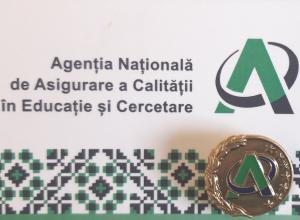 Agenția Națională
de Asigurare a Calității
în Educație și Cercetare